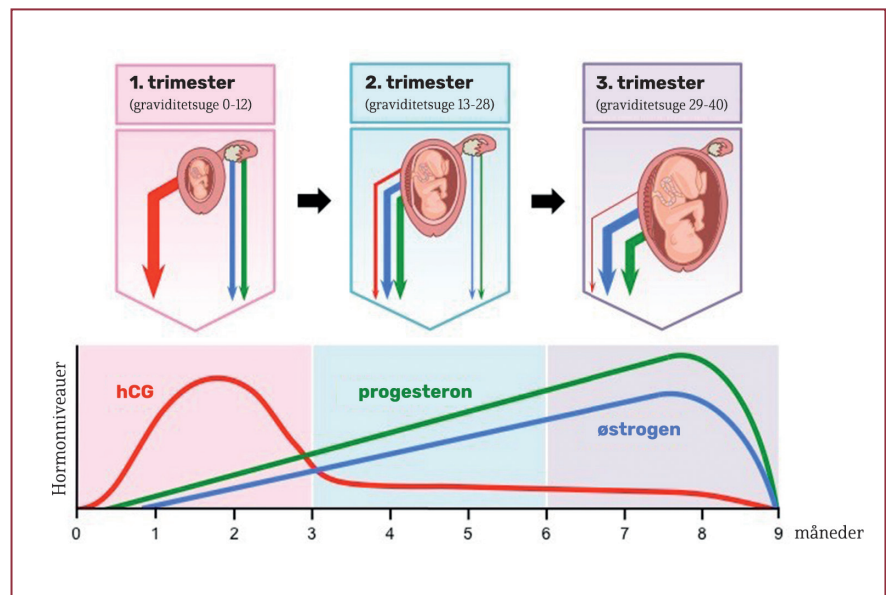 1. trimester
(graviditetsuge 0-12)
2. trimester
(graviditetsuge 13-28)
3. trimester
(graviditetsuge 29-40)
Hormonniveauer
hCG
progesteron
østrogen
0 1 2 3 4 5 6 7 8 9 måneder